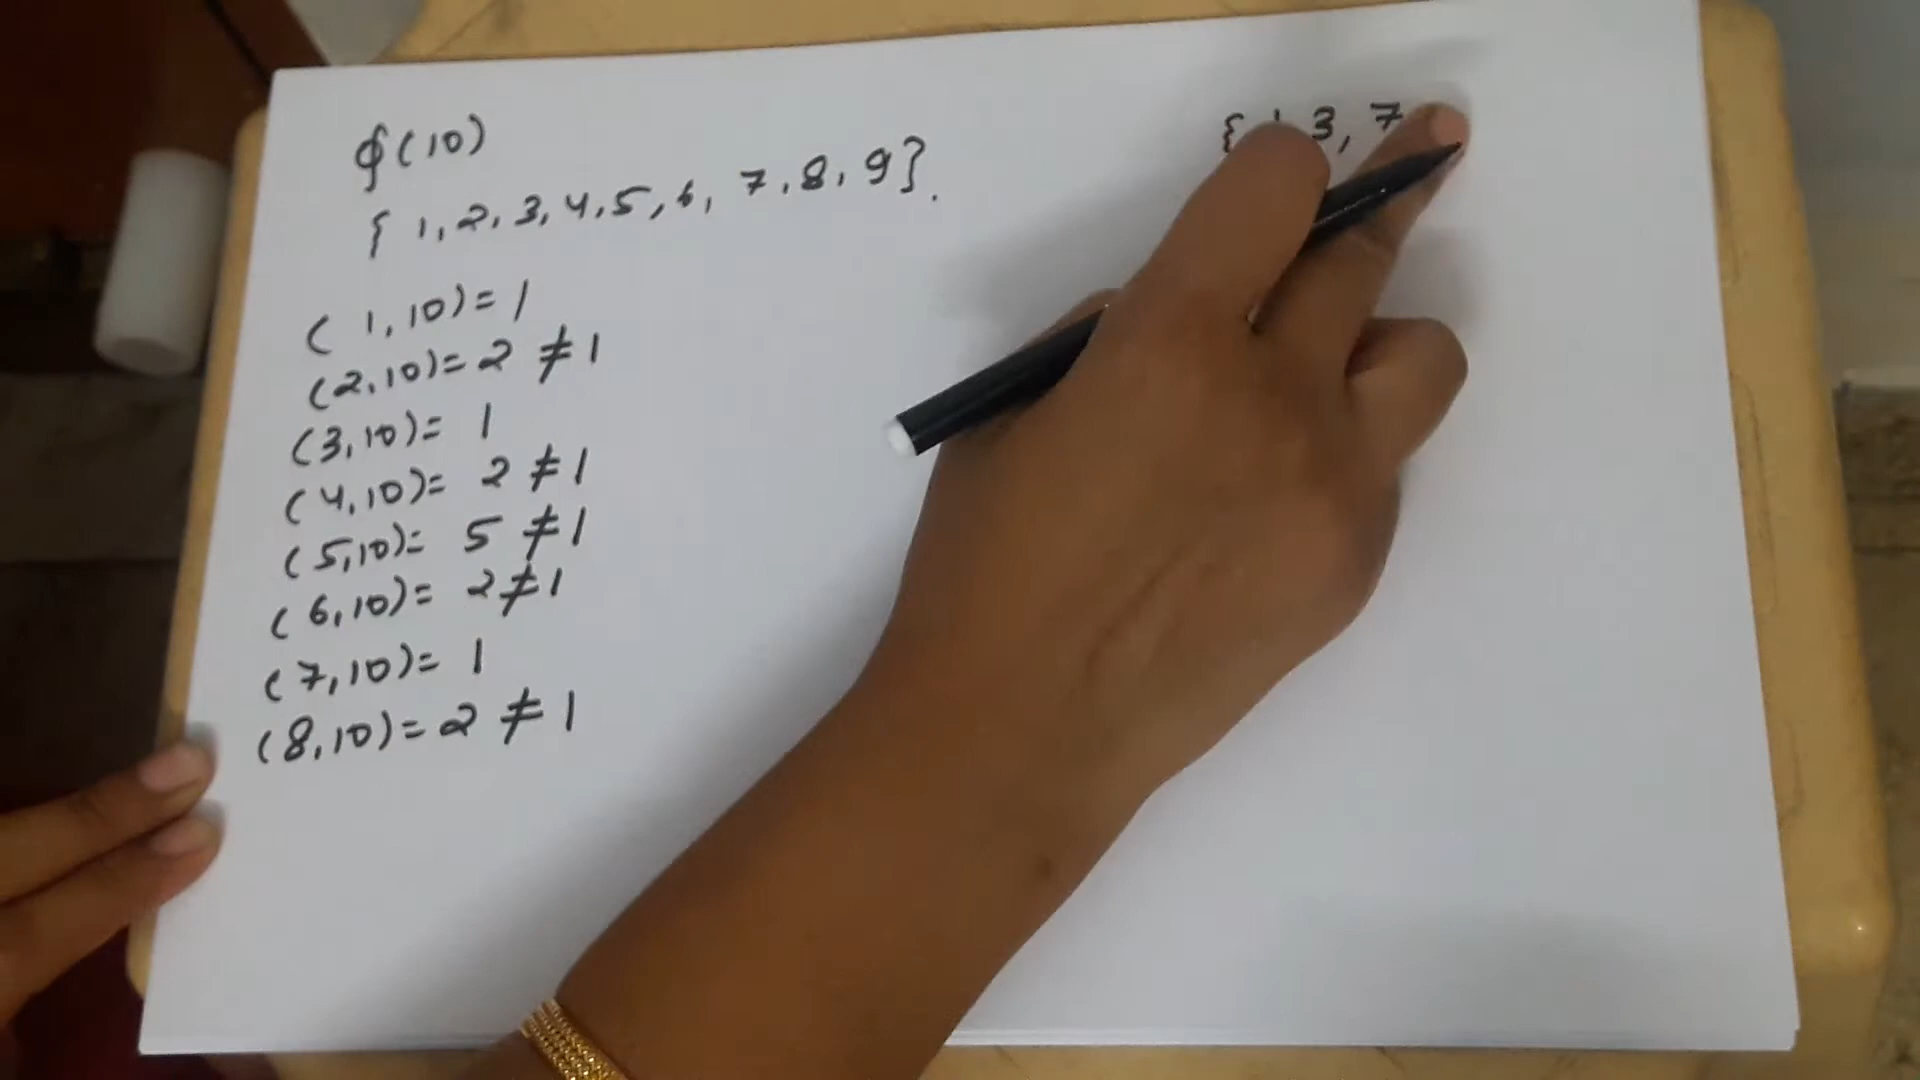 ϕ(10)
{ 1, 2, 3, 4, 5, 6, 7, 8, 9}.
(1,10)= 1
(2,10)= 2 ≠ 1
(3,10)= 1
(4,10)= 2 ≠ 1
(5,10)= 5 ≠ 1
(6,10)= 2 ≠ 1
(7,10)= 1
(8,10)= 2 ≠ 1
{ 3, 7